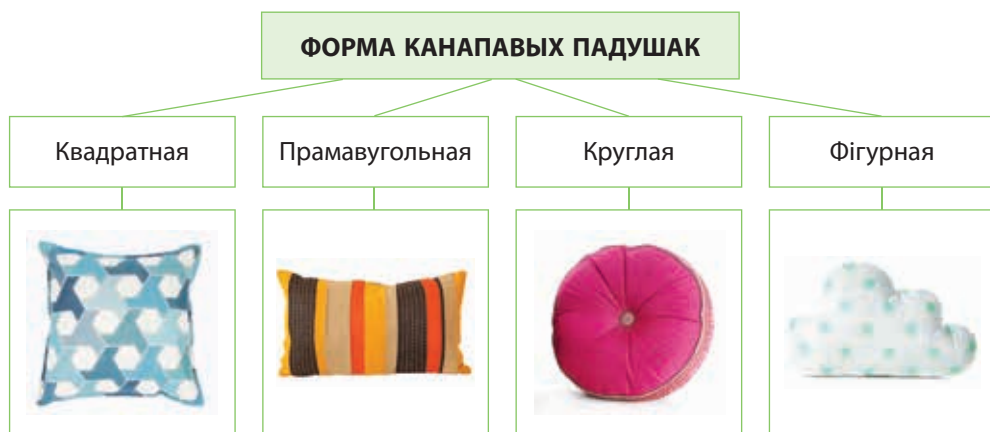 ФОРМА КАНАПАВЫХ ПАДУШАК
Квадратная
Прамавугольная
Круглая
Фігурная